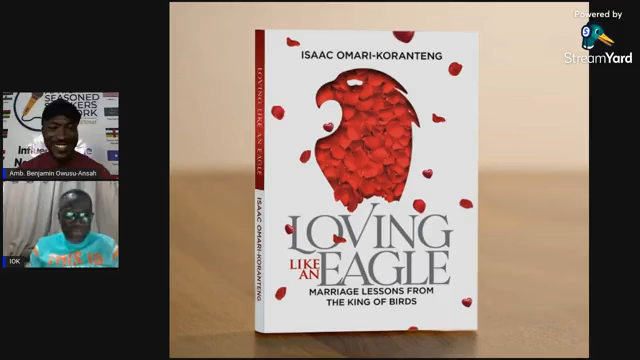 Powered by
StreamYard
SEASONED
SPEAKERS
Amb. Benjamin Owusu-Ansah
IOK
ISAAC OMARI-KORANTENG
LOVING
LIKE
AN
EAGLE
MARRIAGE LESSONS FROM
THE KING OF BIRDS
LOVING LIKE AN EAGLE
ISAAC OMARI-KORANTENG